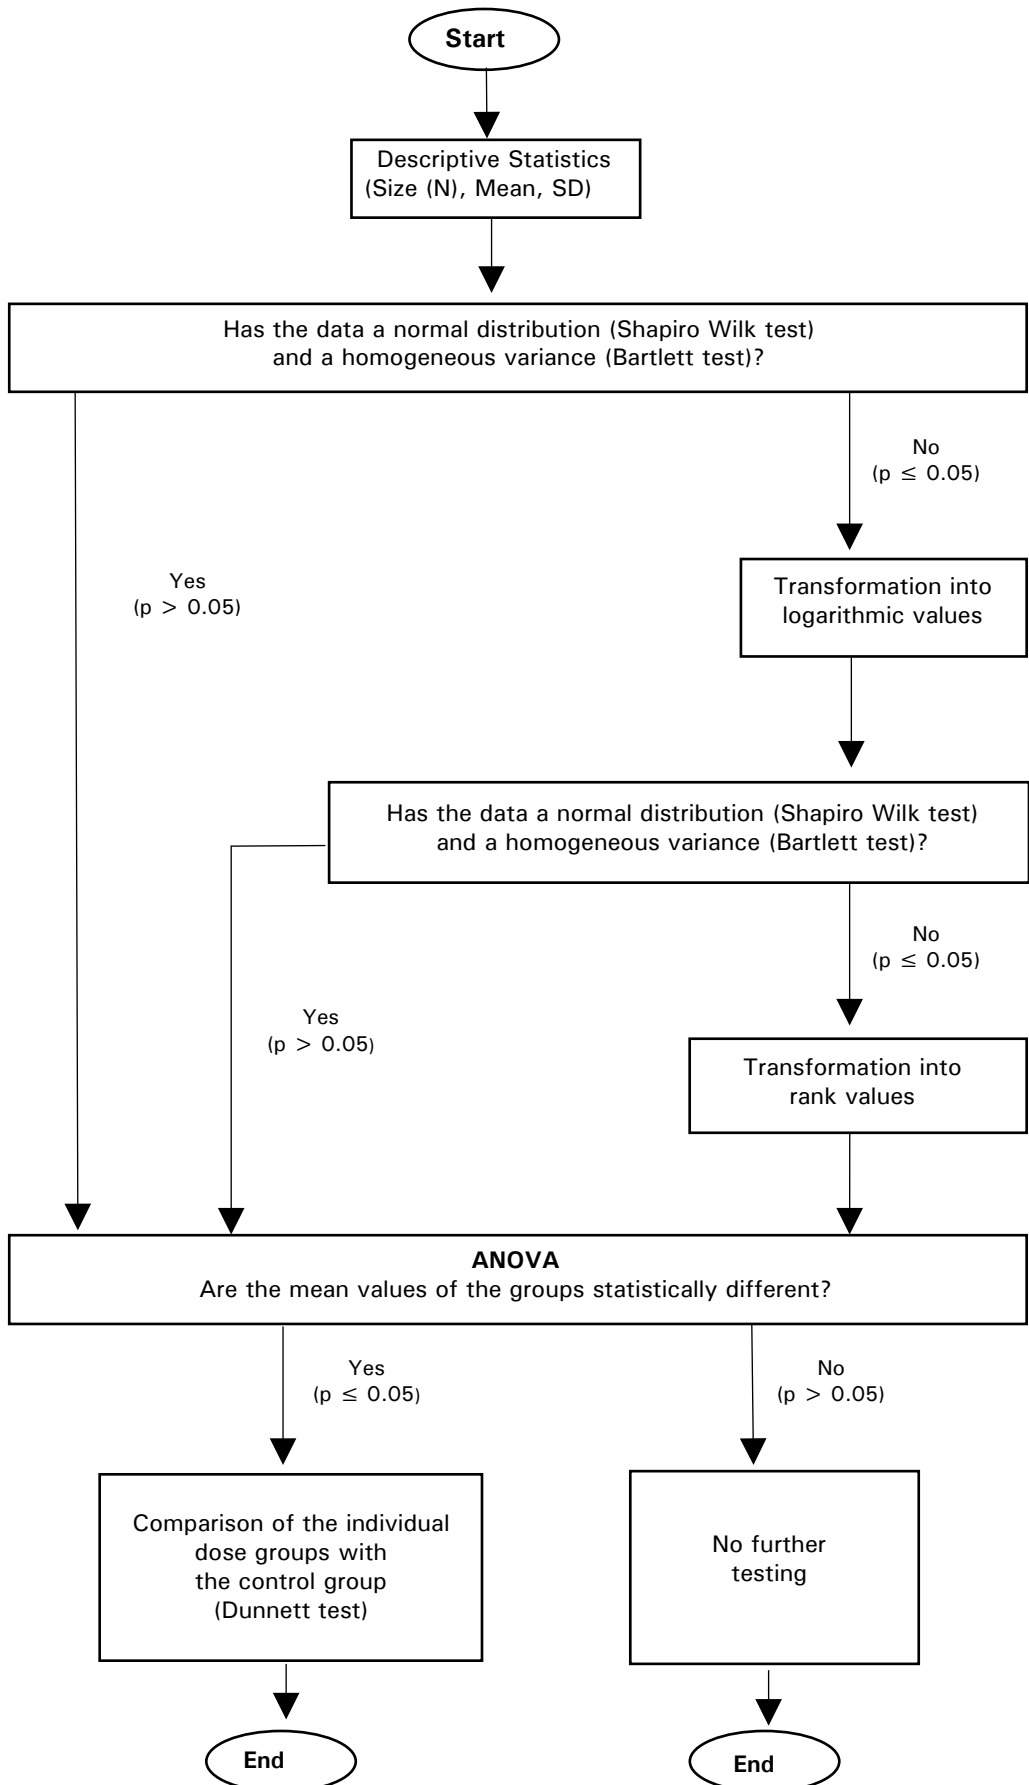 Start
Descriptive Statistics
(Size (N), Mean, SD)
Has the data a normal distribution (Shapiro Wilk test)
and a homogeneous variance (Bartlett test)?
No
(p ≤ 0.05)
Yes
(p > 0.05)
Transformation into
logarithmic values
Has the data a normal distribution (Shapiro Wilk test)
and a homogeneous variance (Bartlett test)?
No
(p ≤ 0.05)
Yes
(p > 0.05)
Transformation into
rank values
ANOVA
Are the mean values of the groups statistically different?
Yes
(p ≤ 0.05)
No
(p > 0.05)
Comparison of the individual
dose groups with
the control group
(Dunnett test)
No further
testing
End
End